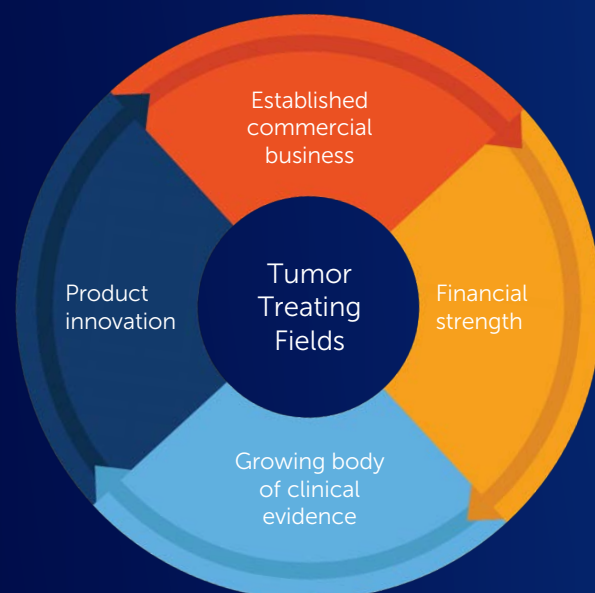 Established
commercial
business
Tumor
Treating
Fields
Product
innovation
Financial
strength
Growing body
of clinical
evidence